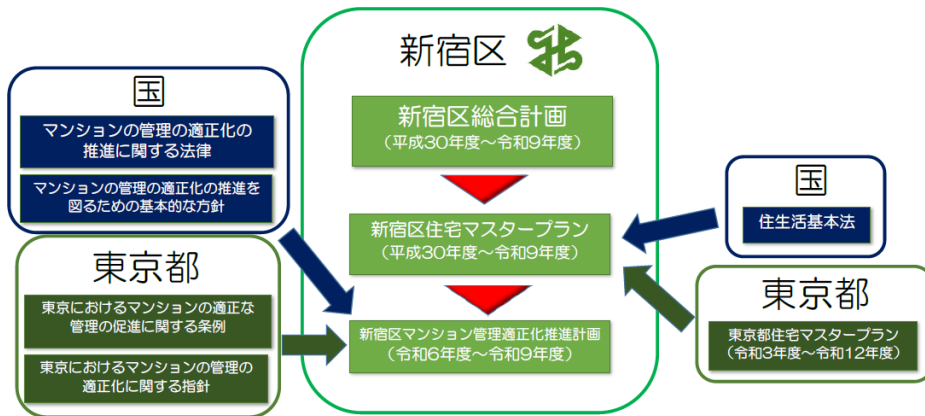 新宿区
新宿区総合計画
（平成30年度～令和9年度）
新宿区住宅マスタープラン
（平成30年度～令和9年度）
新宿区マンション管理適正化推進計画
（令和6年度～令和9年度）
国
マンションの管理の適正化の
推進に関する法律
マンションの管理の適正化の推進を
図るための基本的な方針
東京都
東京におけるマンションの適正な
管理の促進に関する条例
東京におけるマンションの管理の
適正化に関する指針
国
住生活基本法
東京都
東京都住宅マスタープラン
（令和3年度～令和12年度）